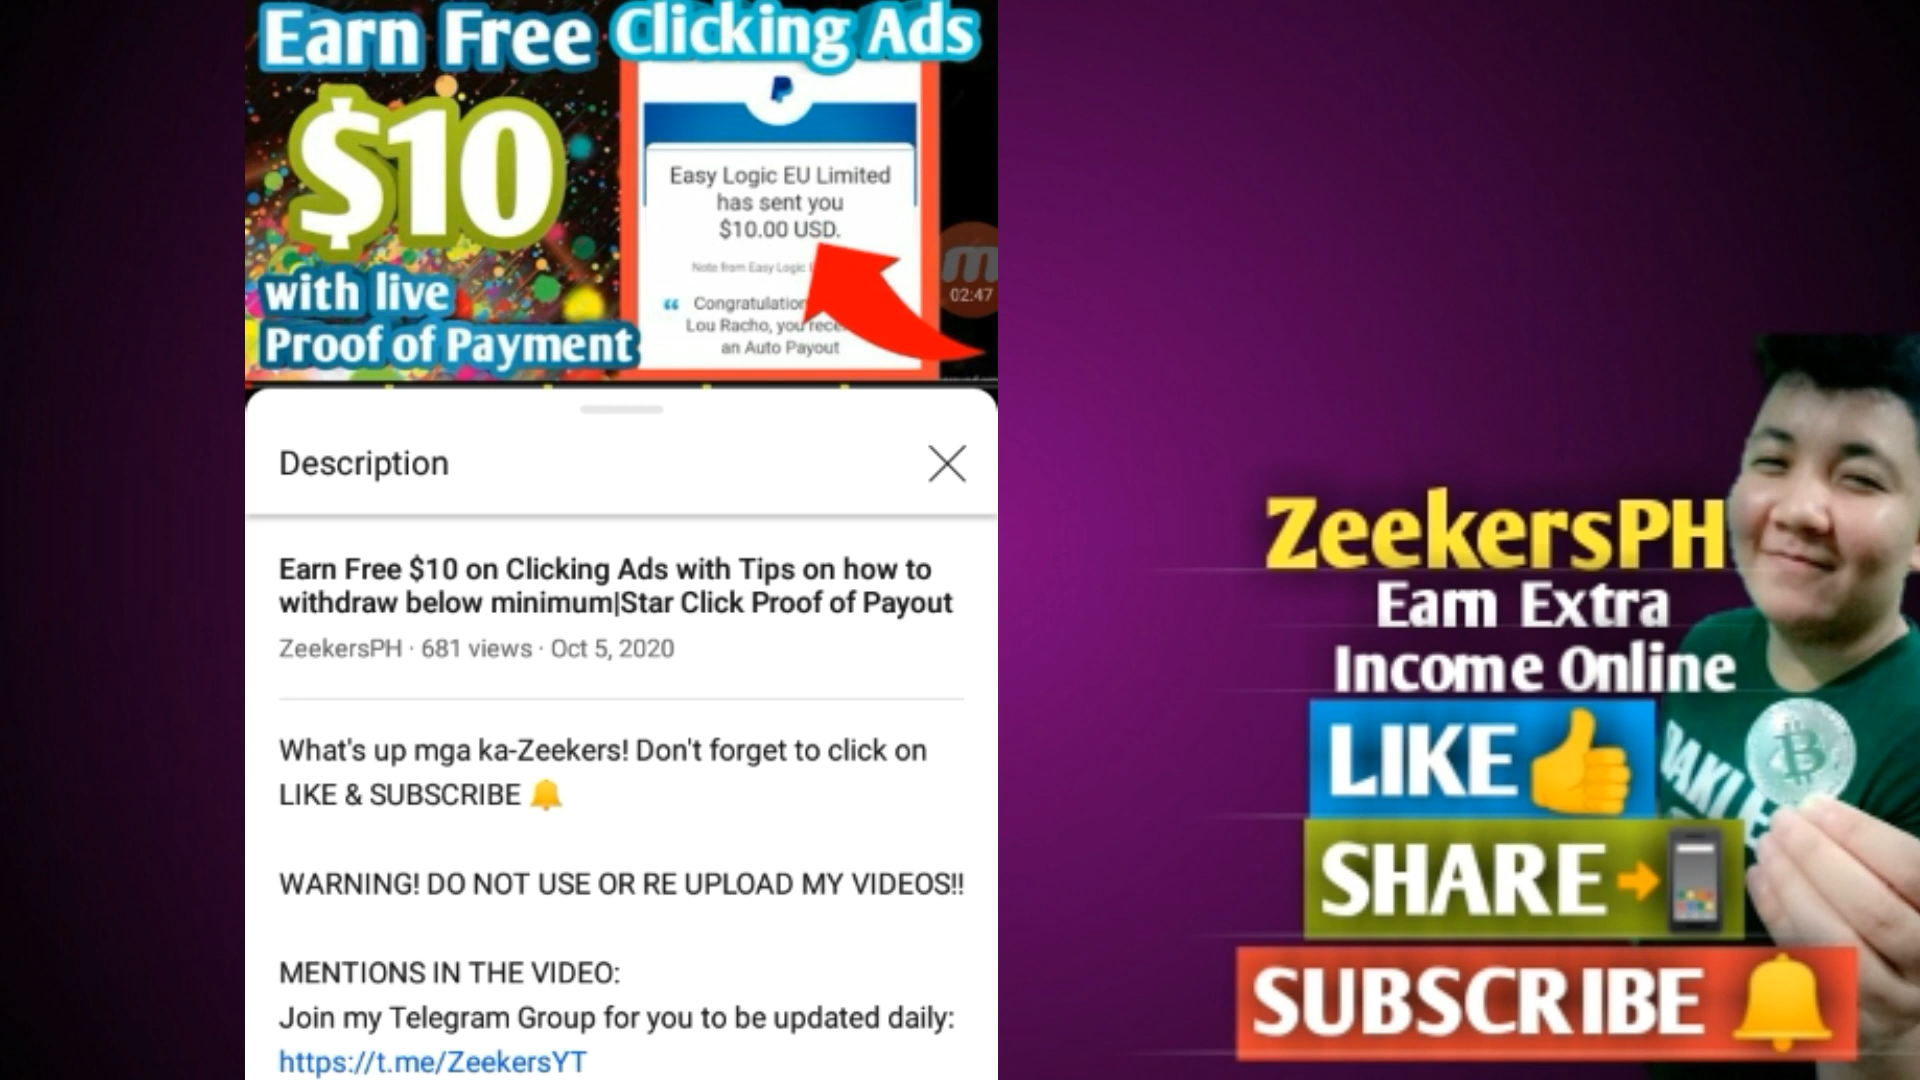 Earn Free Clicking Ads
$10
with live
Proof of Payment
Easy Logic EU Limited
has sent you
$10.00 USD.
Note from Easy Logic
Lou Racho, you
an Auto Payout
02:47
Description
Earn Free $10 on Clicking Ads with Tips on how to
withdraw below minimum|Star Click Proof of Payout
ZeekersPH · 681 views · Oct 5, 2020
What's up mga ka-Zeekers! Don't forget to click on
LIKE & SUBSCRIBE 🔔
WARNING! DO NOT USE OR RE UPLOAD MY VIDEOS!!
MENTIONS IN THE VIDEO:
Join my Telegram Group for you to be updated daily:
https://t.me/ZeekersYT
ZeekersPH
Earn Extra
Income Online
LIKE
SHARE
SUBSCRIBE